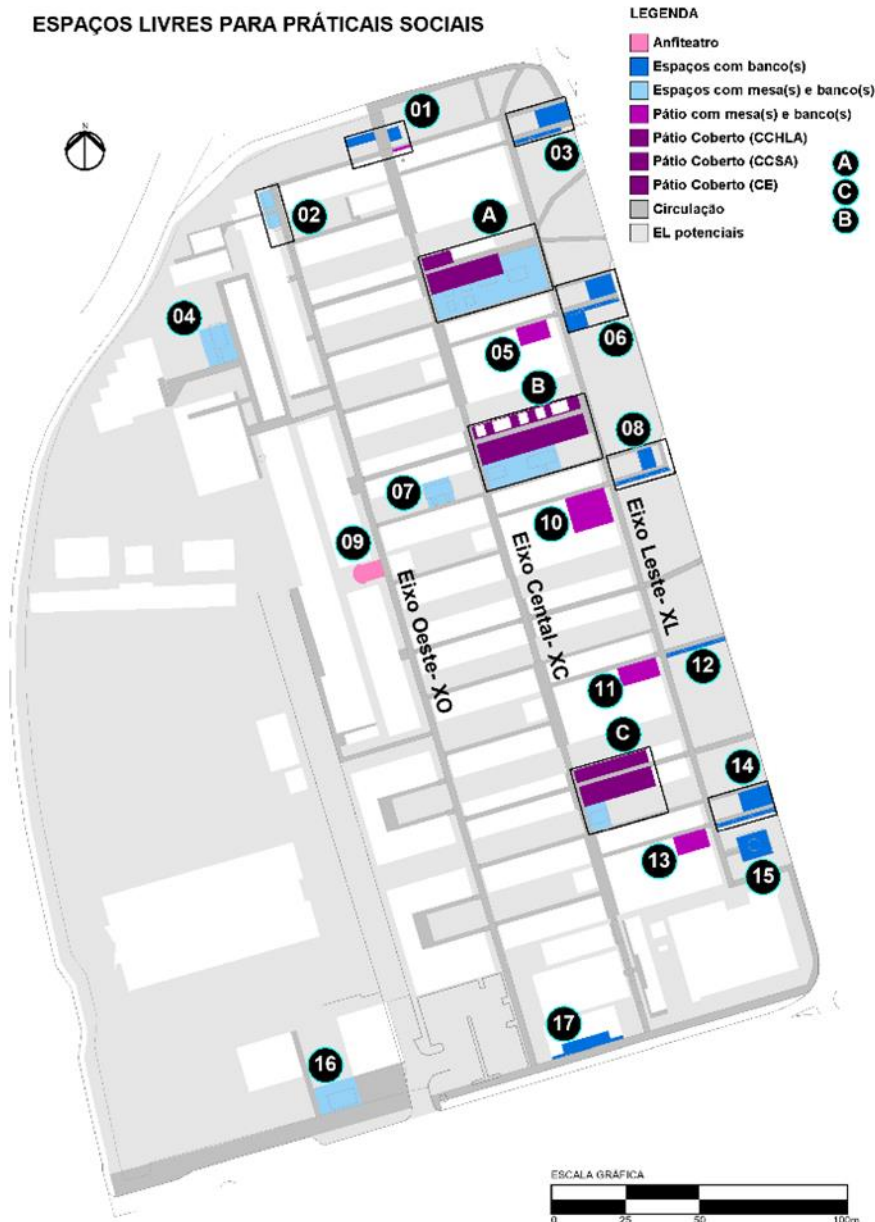 ESPAÇOS LIVRES PARA PRÁTICAIS SOCIAIS
LEGENDA
Anfiteatro
Espaços com banco(s)
Espaços com mesa(s) e banco(s)
Pátio com mesa(s) e banco(s)
Pátio Coberto (CCHLA) A
Pátio Coberto (CCSA) C
Pátio Coberto (CE) B
Circulação
EL potenciais
N
01
03
02
A
04
05
06
B
08
07
10
09
Eixo Oeste- XO
Eixo Cental- XC
Eixo Leste- XL
12
11
C
14
13
15
17
16
ESCALA GRÁFICA
0 25 50 100m